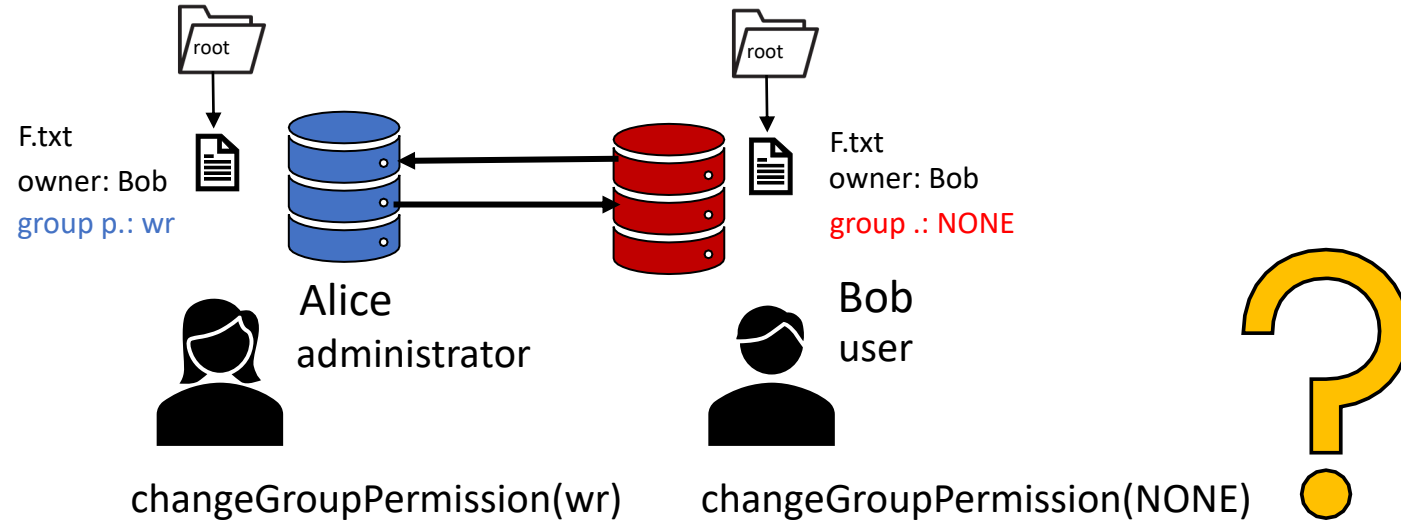 root
root
F.txt
owner: Bob
group p.: wr
F.txt
owner: Bob
group .: NONE
Alice
administrator
Bob
user
changeGroupPermission(wr)
changeGroupPermission(NONE)